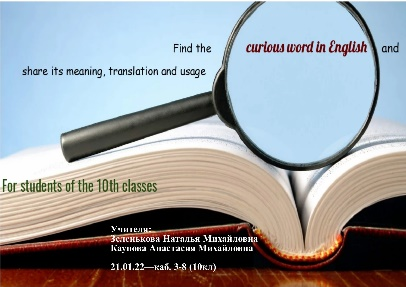 Find the curious word in English and
share its meaning, translation and usage
For students of the 10th classes
Учителя:
Зеленькова Наталья Михайловна
Каунова Анастасия Михайловна
21.01.22—каб. 3-8 (10кл)